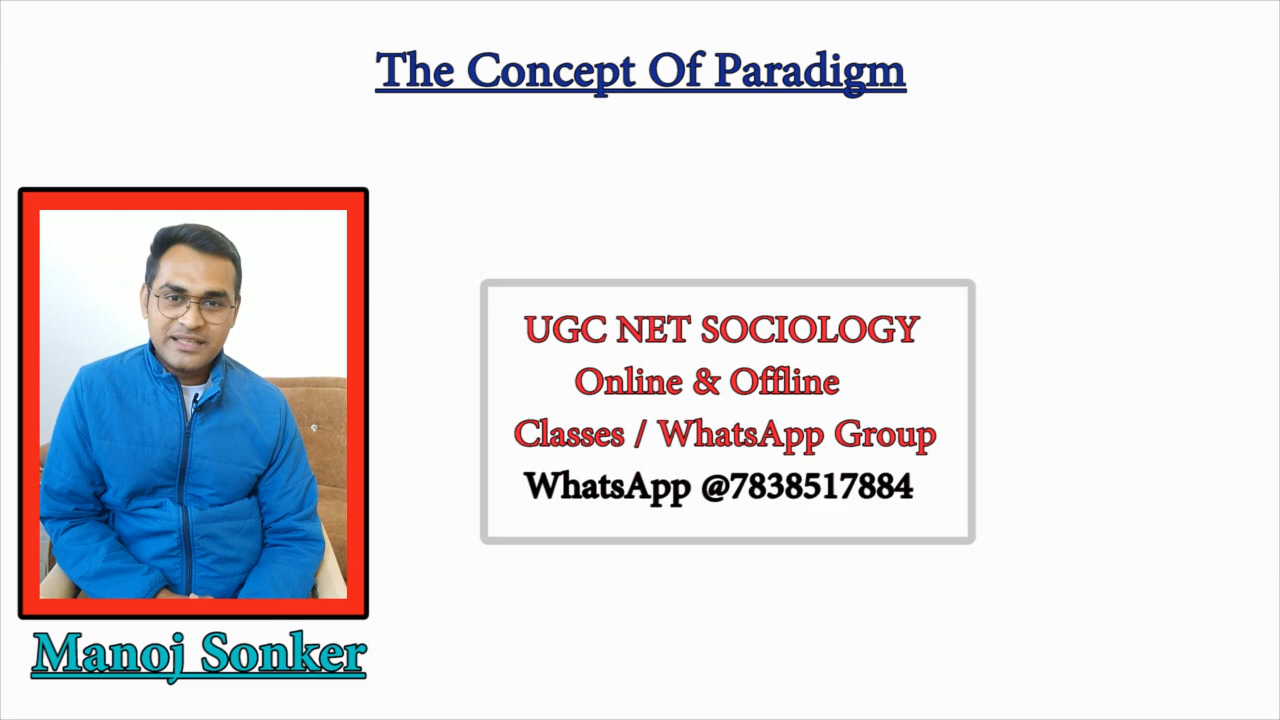 The Concept Of Paradigm
UGC NET SOCIOLOGY
Online & Offline
Classes / WhatsApp Group
WhatsApp @7838517884
Manoj Sonker